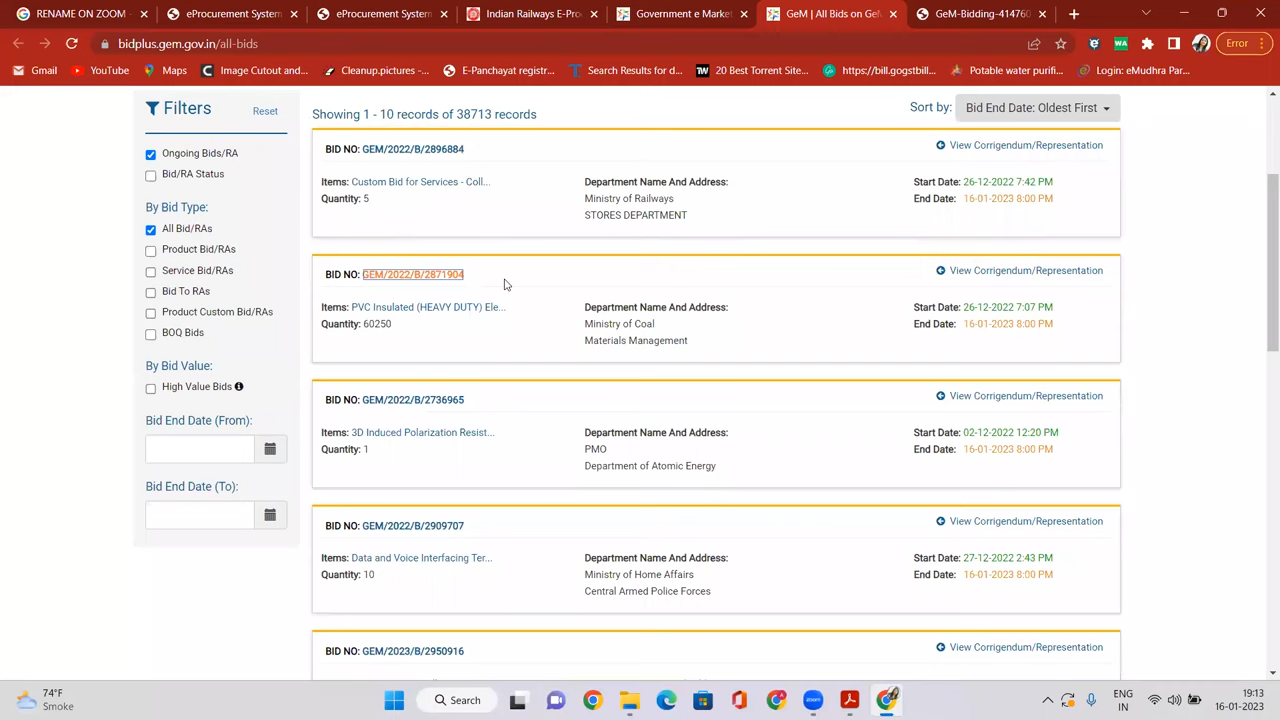 RENAME ON ZOOM -
eProcurement System
eProcurement System
Indian Railways E-Proc
Government e Market
GeM | All Bids on GeM
GeM-Bidding-414760
bidplus.gem.gov.in/all-bids
WA
Error
Gmail
YouTube
Maps
Image Cutout and...
Cleanup.pictures -...
E-Panchayat registr...
Search Results for d...
20 Best Torrent Site...
https://bill.gogstbill...
Potable water purifi...
Login: eMudhra Par...
Filters
Reset
Ongoing Bids/RA
Bid/RA Status
By Bid Type:
All Bid/RAs
Product Bid/RAs
Service Bid/RAs
Bid To RAs
Product Custom Bid/RAs
BOQ Bids
By Bid Value:
High Value Bids
Bid End Date (From):
Bid End Date (To):
Showing 1 - 10 records of 38713 records
Sort by: Bid End Date: Oldest First
BID NO: GEM/2022/B/2896884
View Corrigendum/Representation
Items: Custom Bid for Services - Coll...
Quantity: 5
Department Name And Address:
Ministry of Railways
STORES DEPARTMENT
Start Date: 26-12-2022 7:42 PM
End Date: 16-01-2023 8:00 PM
BID NO: GEM/2022/B/2871904
View Corrigendum/Representation
Items: PVC Insulated (HEAVY DUTY) Ele...
Quantity: 60250
Department Name And Address:
Ministry of Coal
Materials Management
Start Date: 26-12-2022 7:07 PM
End Date: 16-01-2023 8:00 PM
BID NO: GEM/2022/B/2736965
View Corrigendum/Representation
Items: 3D Induced Polarization Resist...
Quantity: 1
Department Name And Address:
PMO
Department of Atomic Energy
Start Date: 02-12-2022 12:20 PM
End Date: 16-01-2023 8:00 PM
BID NO: GEM/2022/B/2909707
View Corrigendum/Representation
Items: Data and Voice Interfacing Ter...
Quantity: 10
Department Name And Address:
Ministry of Home Affairs
Central Armed Police Forces
Start Date: 27-12-2022 2:43 PM
End Date: 16-01-2023 8:00 PM
BID NO: GEM/2023/B/2950916
View Corrigendum/Representation
74°F
Smoke
Search
zoom
ENG
IN
19:13
16-01-2023